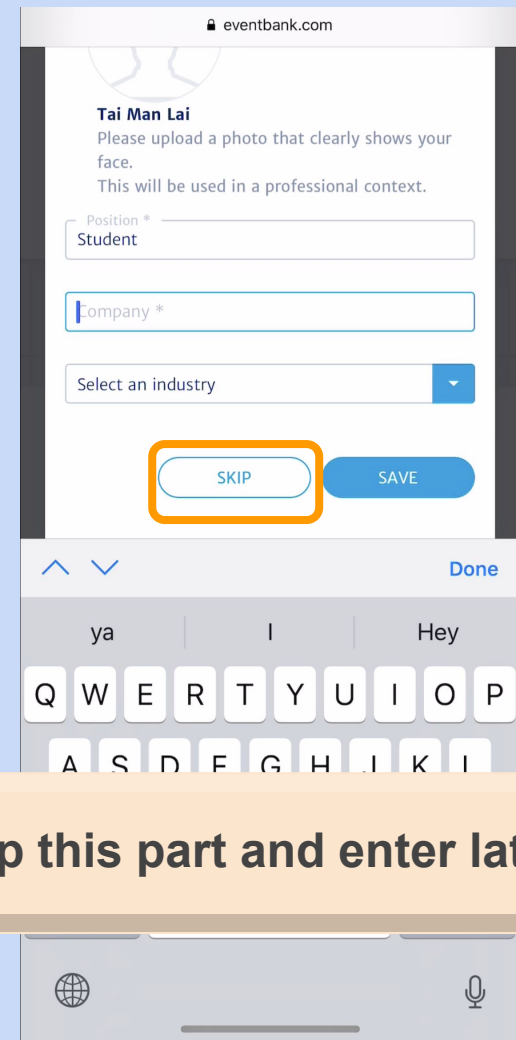 eventbank.com
Tai Man Lai
Please upload a photo that clearly shows your
face.
This will be used in a professional context.
Position *
Student
Company *
Select an industry
SKIP SAVE
Done
ya I Hey
Q W E R T Y U I O P
A S D F G H J K L
this part and enter